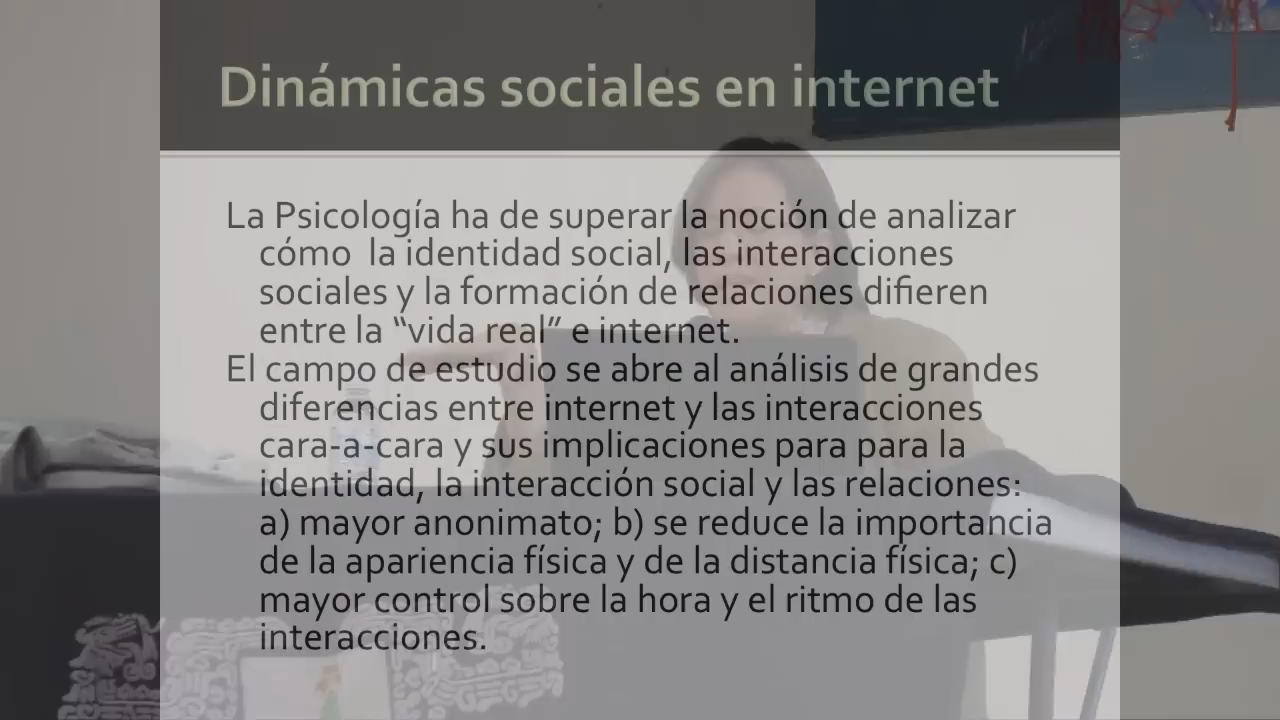 Dinámicas sociales en internet
La Psicología ha de superar la noción de analizar
cómo  la identidad social, las interacciones
sociales y la formación de relaciones difieren
entre la “vida real” e internet.
El campo de estudio se abre al análisis de grandes
diferencias entre internet y las interacciones
cara-a-cara y sus implicaciones para para la
identidad, la interacción social y las relaciones:
a) mayor anonimato; b) se reduce la importancia
de la apariencia física y de la distancia física; c)
mayor control sobre la hora y el ritmo de las
interacciones.